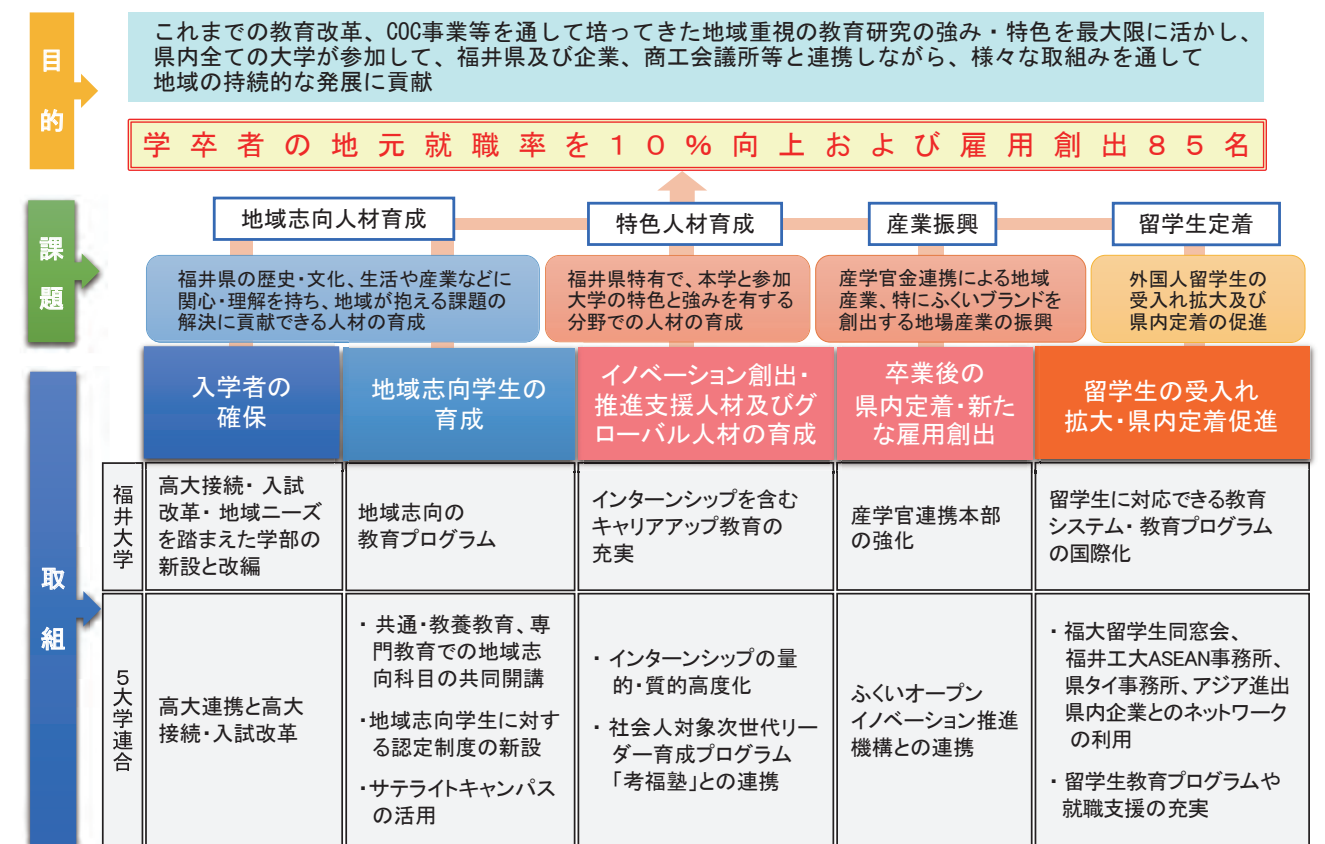 目的
これまでの教育改革、COC事業等を通して培ってきた地域重視の教育研究の強み・特色を最大限に活かし、
県内全ての大学が参加して、福井県及び企業、商工会議所等と連携しながら、様々な取組みを通して
地域の持続的な発展に貢献
学卒者の地元就職率を10%向上および雇用創出85名
課題
地域志向人材育成
特色人材育成
産業振興
留学生定着
福井県の歴史・文化、生活や産業などに
関心・理解を持ち、地域が抱える課題の
解決に貢献できる人材の育成
福井県特有で、本学と参加
大学の特色と強みを有する
分野での人材の育成
産学官金連携による地域
産業、特にふくいブランドを
創出する地場産業の振興
外国人留学生の
受入れ拡大及び
県内定着の促進
取組
入学者の
確保
地域志向学生の
育成
イノベーション創出・
推進支援人材及びグ
ローバル人材の育成
卒業後の
県内定着・新た
な雇用創出
留学生の受入れ
拡大・県内定着促進
福井大学
高大接続・入試
改革・地域ニーズ
を踏まえた学部の
新設と改編
地域志向の
教育プログラム
インターンシップを含む
キャリアアップ教育の
充実
産学官連携本部
の強化
留学生に対応できる教育
システム・教育プログラム
の国際化
5大学連合
高大連携と高大
接続・入試改革
・共通・教養教育、専
門教育での地域志
向科目の共同開講
・地域志向学生に対す
る認定制度の新設
・サテライトキャンパス
の活用
・インターンシップの量
的・質的高度化
・社会人対象次世代リー
ダー育成プログラム
「考福塾」との連携
ふくいオープン
イノベーション推進
機構との連携
・福大留学生同窓会、
福井工大ASEAN事務所、
県タイ事務所、アジア進出
県内企業とのネットワーク
の利用
・留学生教育プログラムや
就職支援の充実